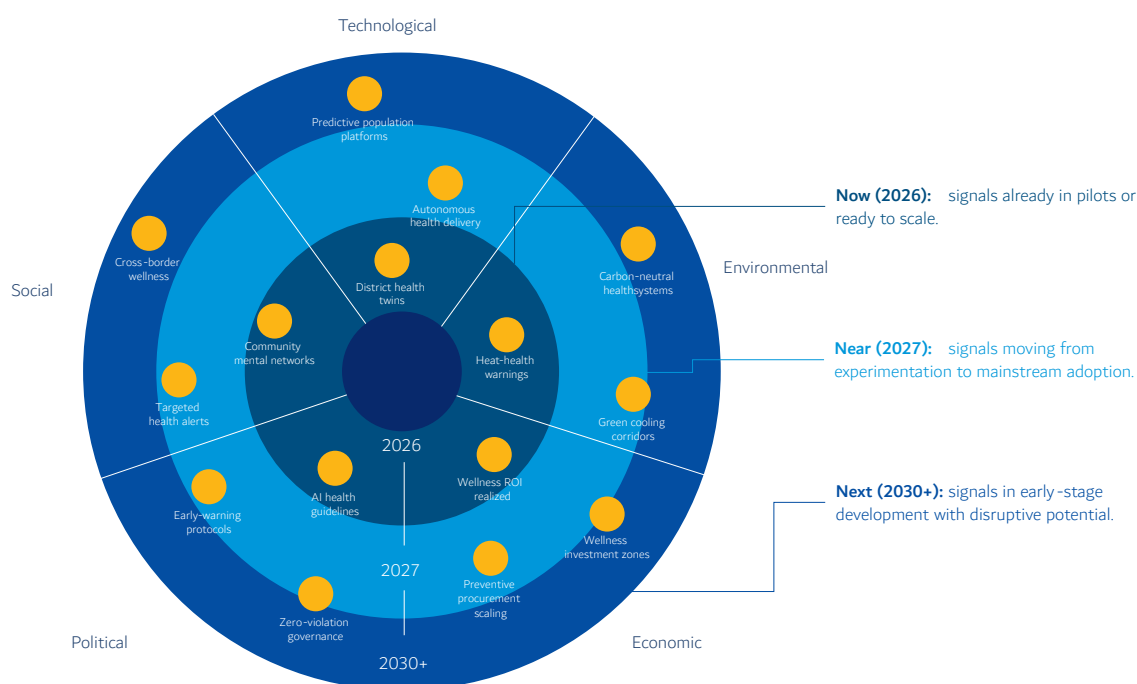 Technological
Predictive population
platforms
Autonomous
health delivery
Now (2026): signals already in pilots or
ready to scale.
Cross-border
wellness
District health
twins
Carbon-neutral
healthsystems
Environmental
Social
Community
mental networks
Heat-health
warnings
Near (2027): signals moving from
experimentation to mainstream adoption.
Targeted
health alerts
Green cooling
corridors
2026
AI health
guidelines
Wellness ROI
realized
Next (2030+): signals in early-stage
development with disruptive potential.
Early-warning
protocols
Wellness
investment zones
2027
Preventive
procurement
scaling
Zero-violation
governance
Political
Economic
2030+